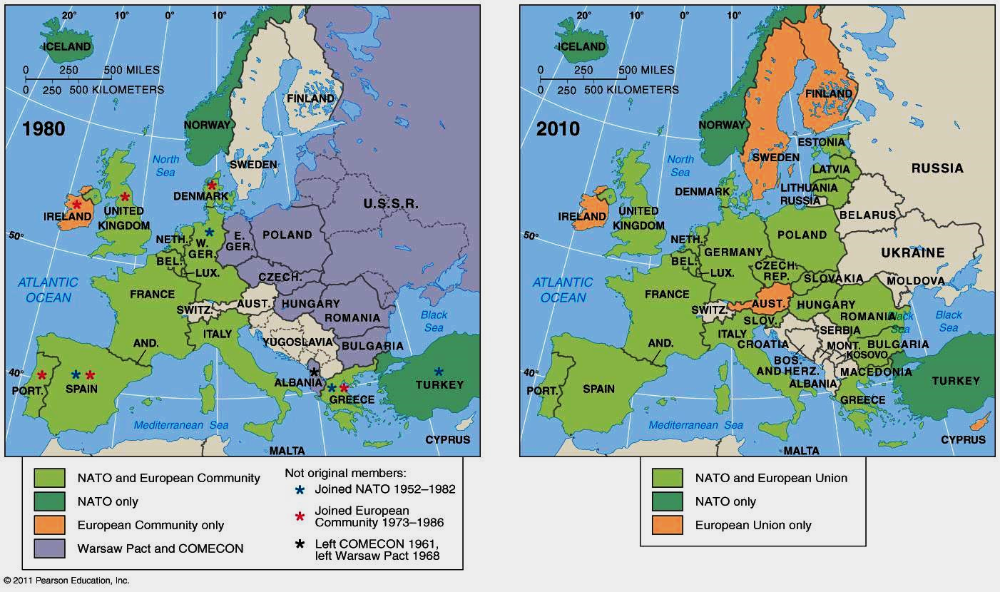 20° 10° 0° 10°
ICELAND
0 250 500 MILES
0 250 500 KILOMETERS
FINLAND
1980
NORWAY
North
Sea
SWEDEN
DENMARK
U.S.S.R.
IRELAND
UNITED
KINGDOM
50°
NETH.
W.
GER.
E.
GER.
POLAND
BEL.
LUX.
CZECH.
ATLANTIC
OCEAN
FRANCE
SWITZ.
AUST.
HUNGARY
ROMANIA
Black
Sea
ITALY
YUGOSLAVIA
BULGARIA
AND.
40°
PORT.
SPAIN
ALBANIA
GREECE
TURKEY
Mediterranean Sea
CYPRUS
MALTA
NATO and European Community
NATO only
European Community only
Warsaw Pact and COMECON
Not original members:
* Joined NATO 1952–1982
* Joined European
Community 1973–1986
* Left COMECON 1961,
left Warsaw Pact 1968
© 2011 Pearson Education, Inc.
20° 10° 0° 10°
ICELAND
0 250 500 MILES
0 250 500 KILOMETERS
FINLAND
2010
NORWAY
ESTONIA
North
Sea
SWEDEN
RUSSIA
LATVIA
DENMARK
LITHUANIA
RUSSIA
IRELAND
UNITED
KINGDOM
BELARUS
50°
NETH.
POLAND
GERMANY
UKRAINE
BEL.
LUX.
CZECH.
REP.
SLOVAKIA
MOLDOVA
ATLANTIC
OCEAN
FRANCE
SWITZ.
AUST.
HUNGARY
ROMANIA
Black
Sea
Black
Sea
SLOV.
ITALY
CROATIA
SERBIA
AND.
MONT.
KOSOVO
BULGARIA
BOS.
AND HERZ.
40°
PORT.
SPAIN
MACEDONIA
ALBANIA
GREECE
TURKEY
Mediterranean Sea
CYPRUS
MALTA
NATO and European Union
NATO only
European Union only